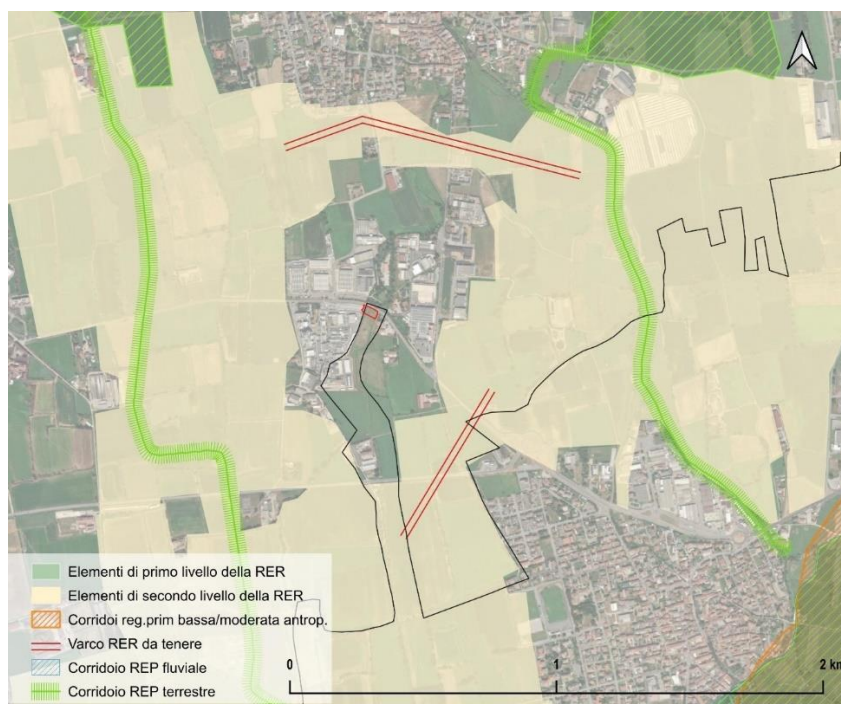 Elementi di primo livello della RER
Elementi di secondo livello della RER
Corridoi reg.prim bassa/moderata antrop.
Varco RER da tenere
Corridoio REP fluviale
Corridoio REP terrestre
0 1 2 km